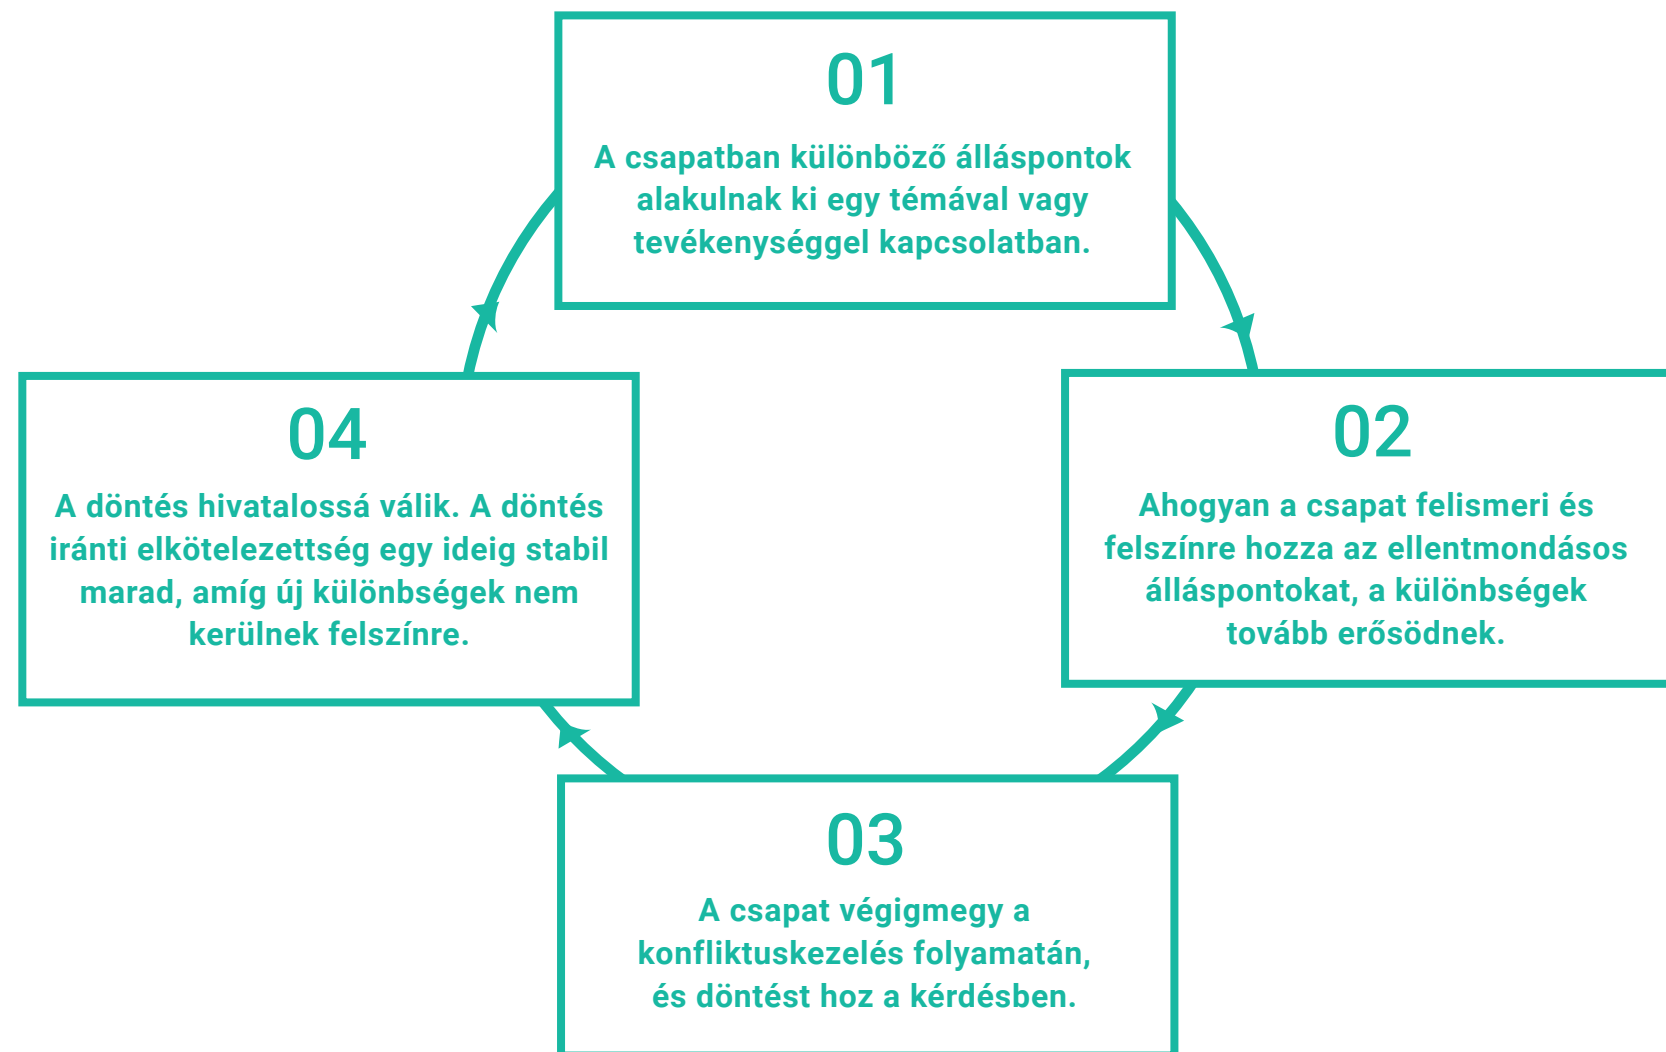 01
A csapatban különböző álláspontok
alakulnak ki egy témával vagy
tevékenységgel kapcsolatban.
02
Ahogyan a csapat felismeri és
felszínre hozza az ellentmondásos
álláspontokat, a különbségek
tovább erősödnek.
03
A csapat végigmegy a
konfliktuskezelés folyamatán,
és döntést hoz a kérdésben.
04
A döntés hivatalossá válik. A döntés
iránti elkötelezettség egy ideig stabil
marad, amíg új különbségek nem
kerülnek felszínre.